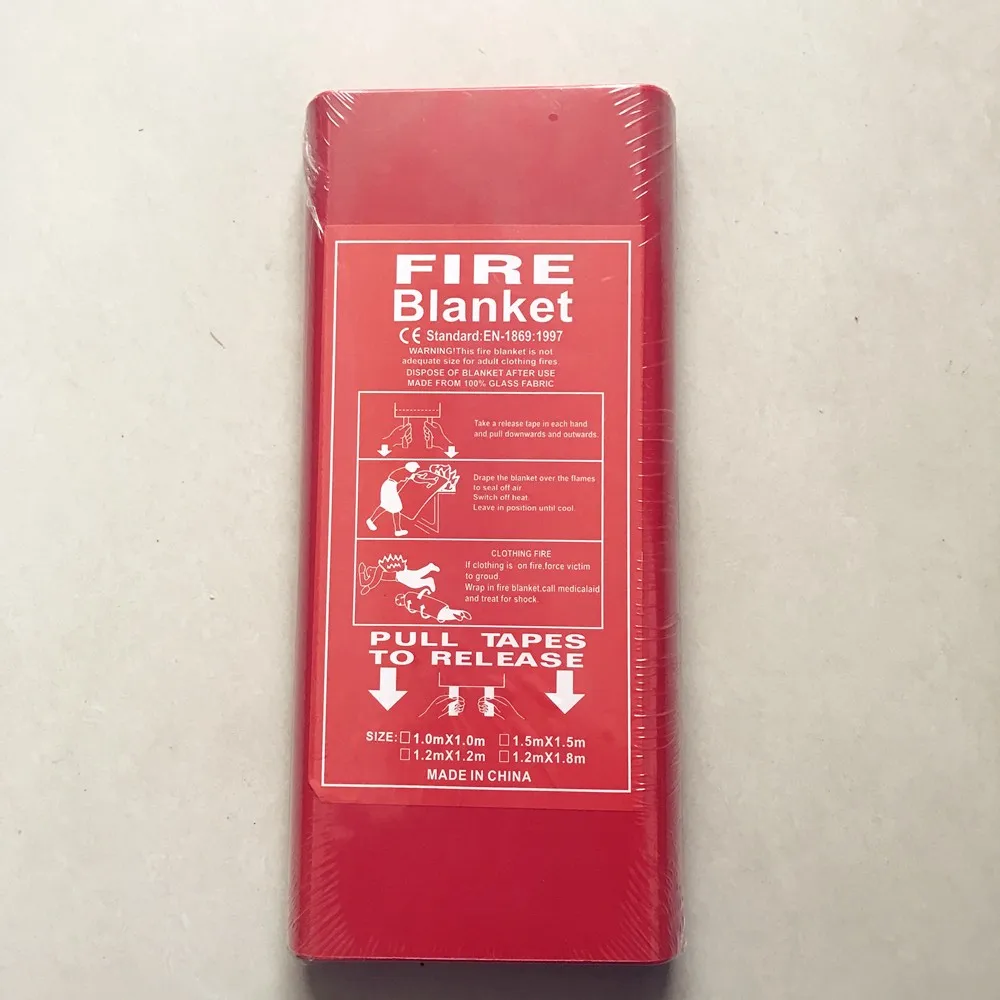 FIRE
Blanket
CE Standard:EN-1869:1997
WARNING!This fire blanket is not
adequate size for adult clothing fires.
DISPOSE OF BLANKET AFTER USE
MADE FROM 100% GLASS FABRIC
Take a release tape in each hand
and pull downwards and outwards.
Drape the blanket over the flames
to seal off air.
Switch off heat.
Leave in position until cool.
CLOTHING FIRE
If clothing is on fire.force victim
to groud.
Wrap in fire blanket.call medicalaid
and treat for shock.
PULL TAPES
TO RELEASE
SIZE: ☐ 1.0mX1.0m ☐ 1.5mX1.5m
☐ 1.2mX1.2m ☐ 1.2mX1.8m
MADE IN CHINA